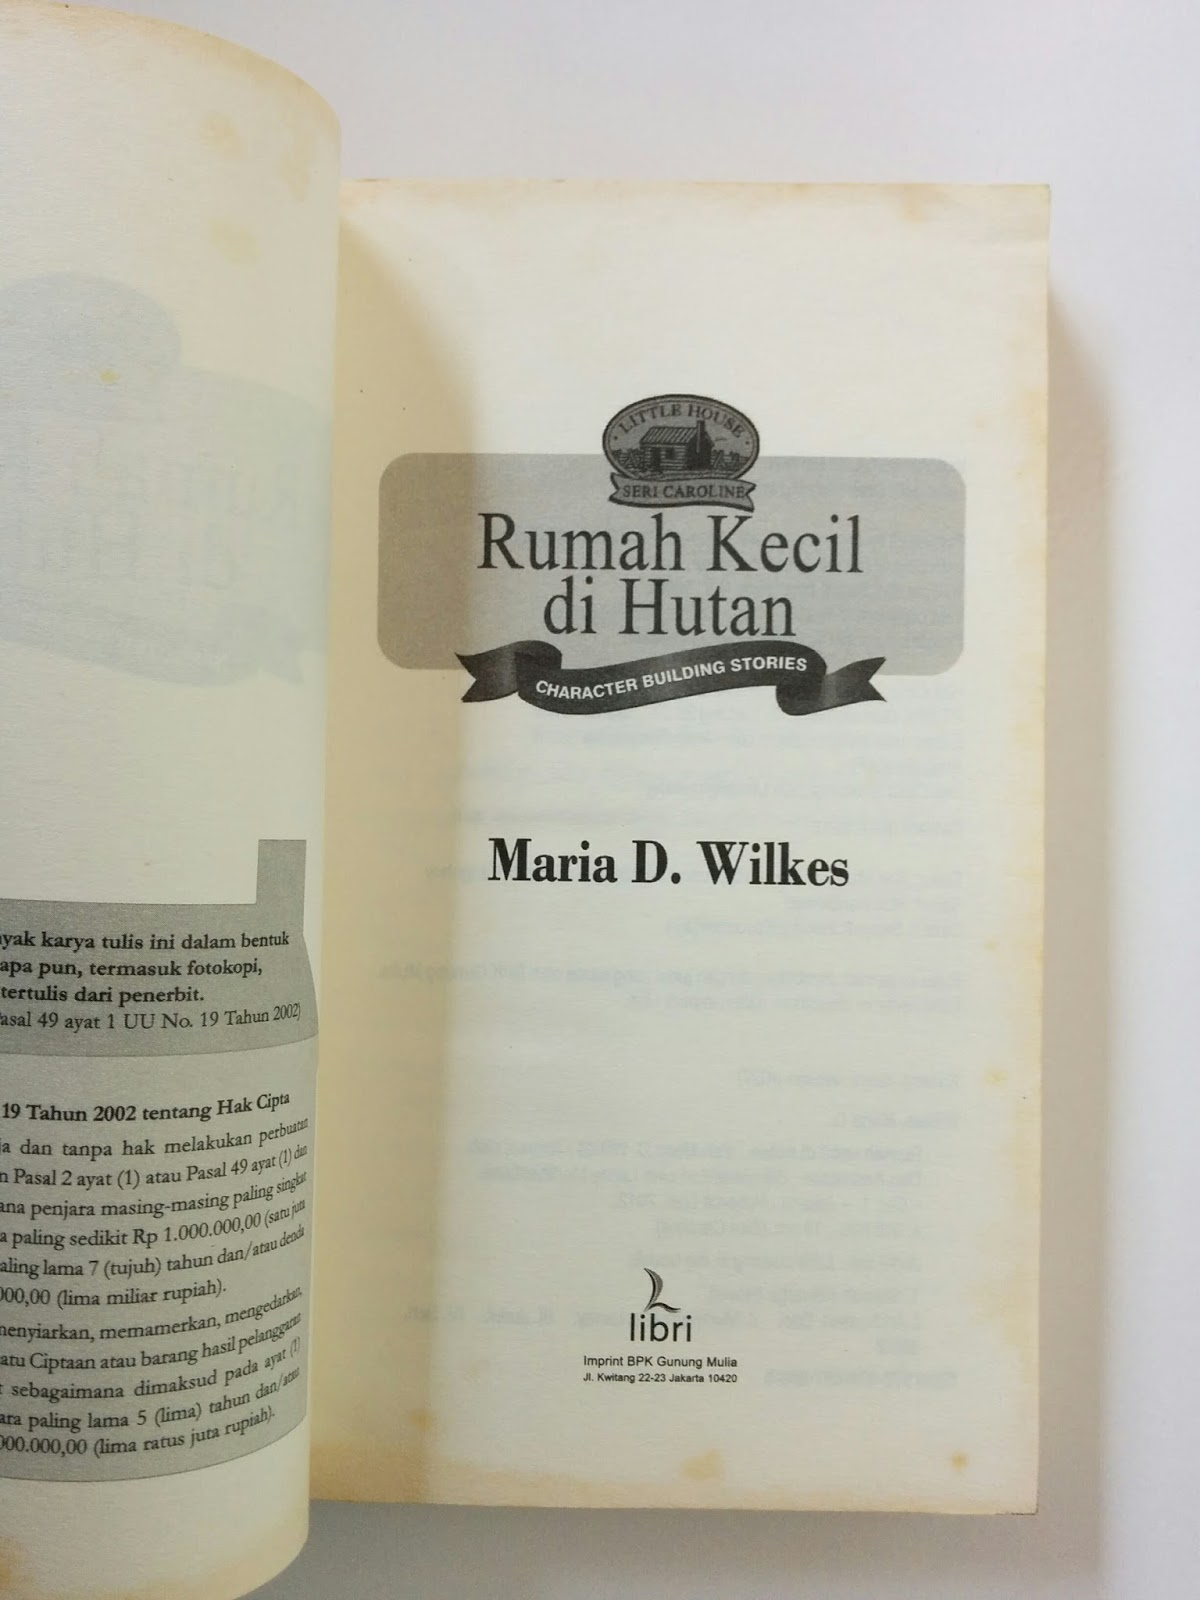 yak karya tulis ini dalam bentuk
apa pun, termasuk fotokopi,
tertulis dari penerbit.
asal 49 ayat 1 UU No. 19 Tahun 2002)
19 Tahun 2002 tentang Hak Cipta
ja dan tanpa hak melakukan perbuatan
n Pasal 2 ayat (1) atau Pasal 49 ayat (1) dan
ana penjara masing-masing paling singkat
a paling sedikit Rp 1.000.000,00 (satu juta
aling lama 7 (tujuh) tahun dan/atau denda
000,00 (lima miliar rupiah).
menyiarkan, memamerkan, mengedarkan,
atu Ciptaan atau barang hasil pelanggaran
t sebagaimana dimaksud pada ayat (1)
ara paling lama 5 (lima) tahun dan/atau
000.000,00 (lima ratus juta rupiah).
LITTLE HOUSE
SERI CAROLINE
Rumah Kecil
di Hutan
CHARACTER BUILDING STORIES
Maria D. Wilkes
libri
Imprint BPK Gunung Mulia
Jl. Kwitang 22-23 Jakarta 10420